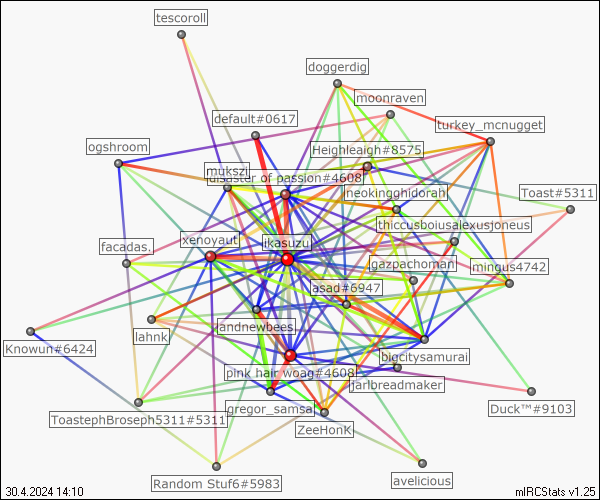 tescoroll
doggerdig
moonraven
default#0617
turkey_mcnugget
ogshroom
Heighleigh#8575
mukszi
disaster of passion#4608
neokingghidorah
Toast#5311
thiccusboiusalexusjoneus
facadas.
xenoyaut
ikasuzu
gazpachoman
mingus4742
asad#6947
andnewbees
lahnk
Knowun#6424
bigcitysamurai
pink hair woag#4608
jarlbreadmaker
gregor_samsa
Duck™#9103
ToastephBroseph5311#5311
ZeeHonK
Random Stuf6#5983
avelicious
30.4.2024 14:10
mIRCStats v1.25